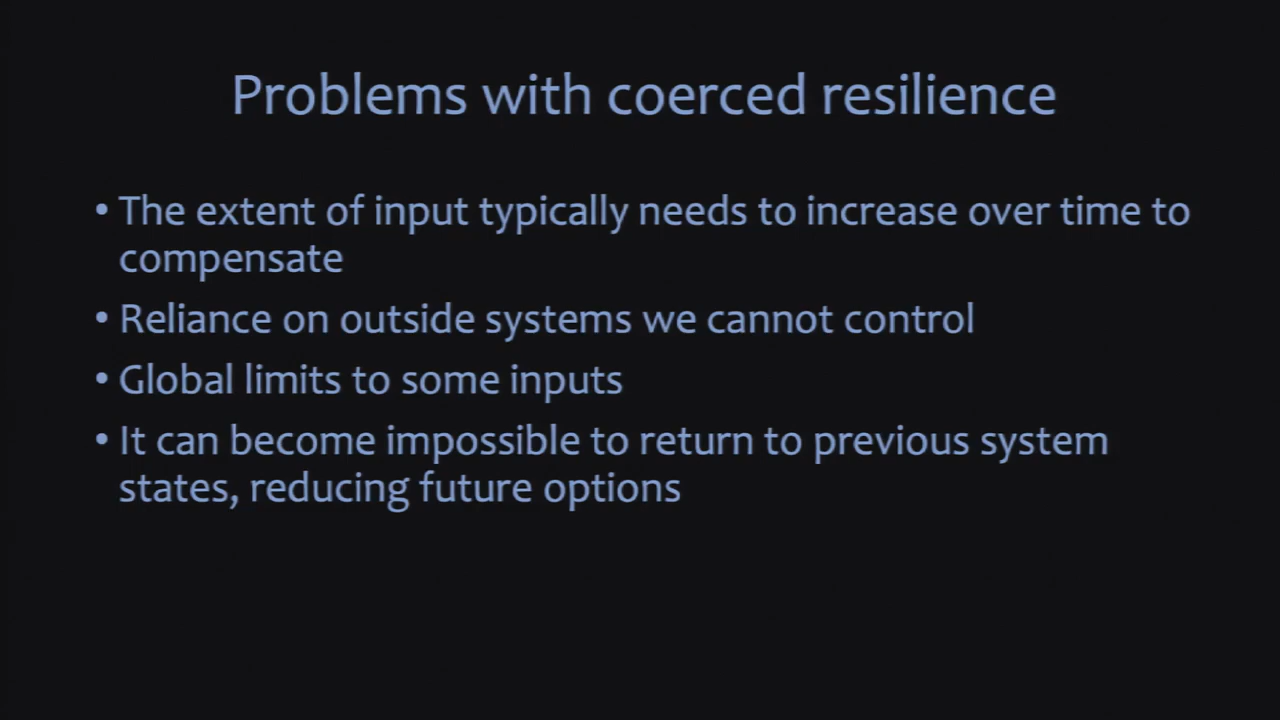 Problems with coerced resilience
• The extent of input typically needs to increase over time to
compensate
• Reliance on outside systems we cannot control
• Global limits to some inputs
• It can become impossible to return to previous system
states, reducing future options